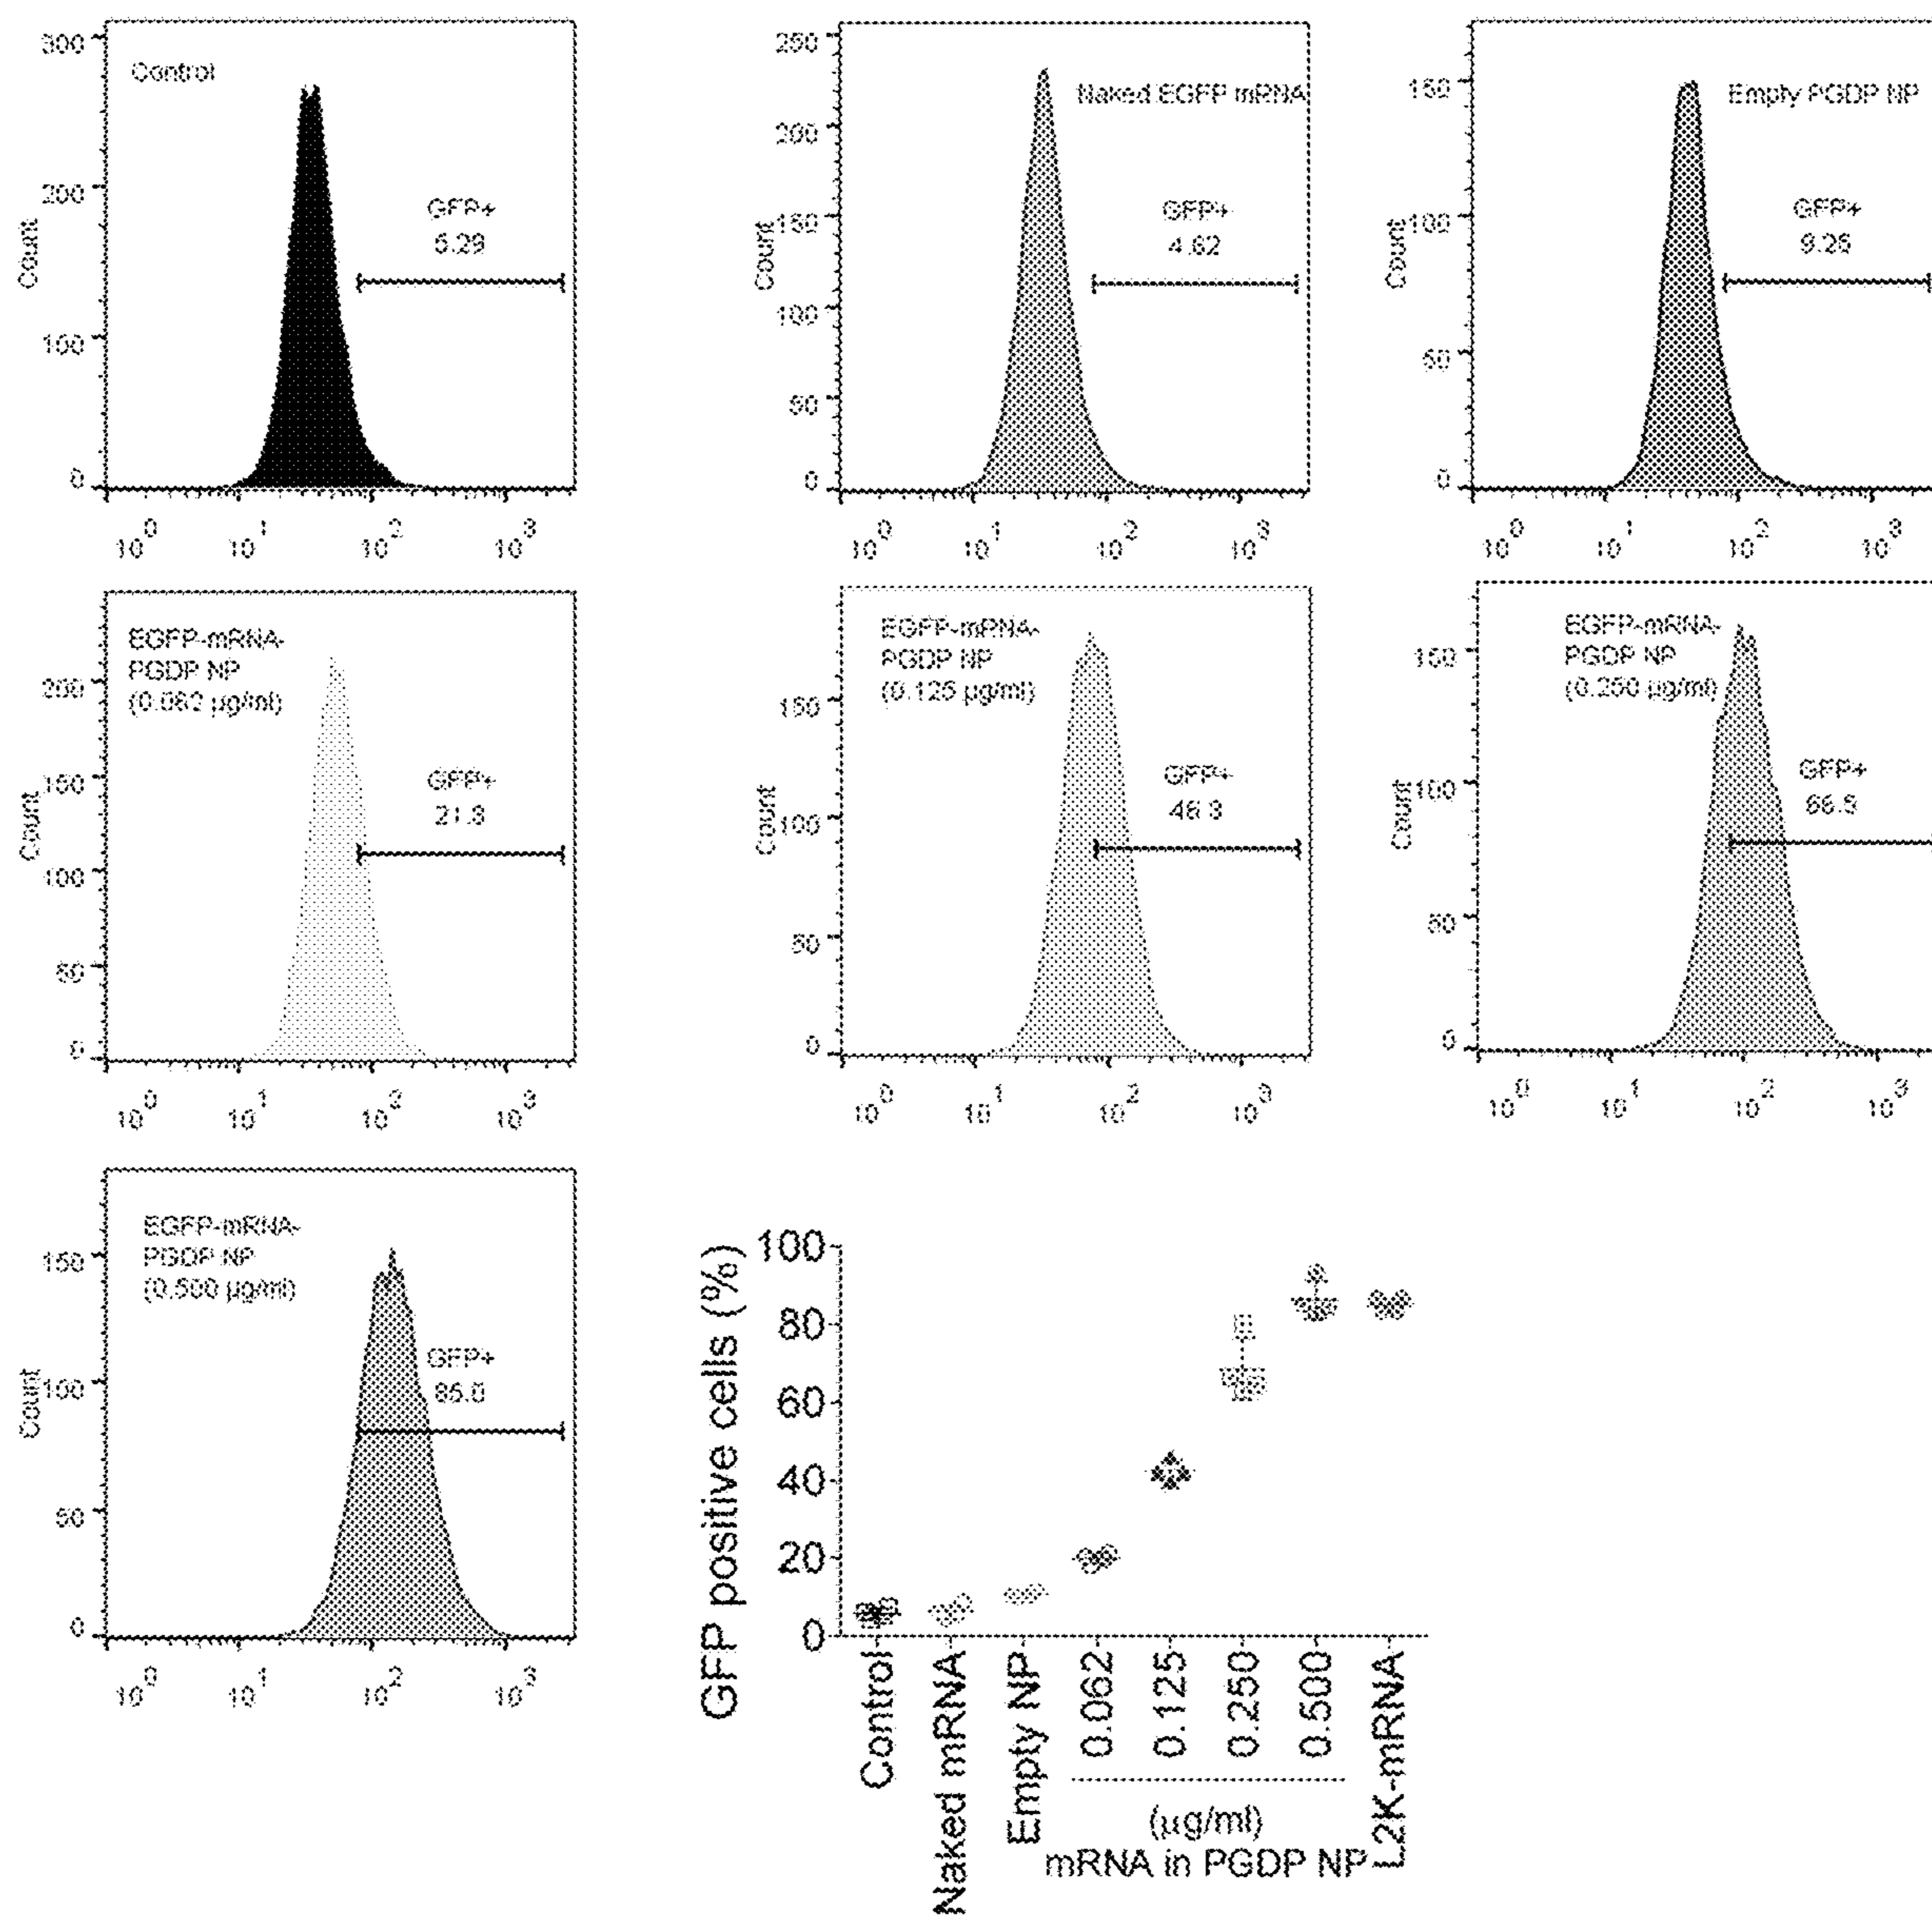 300
Control
200
GFP+
5.29
Count
100
0
10^0 10^1 10^2 10^3
250
Naked EGFP mRNA
200
GFP+
150
4.62
Count
100
50
0
10^0 10^1 10^2 10^3
150
Empty PGDP NP
GFP+
100
9.26
Count
50
0
10^0 10^1 10^2 10^3
EGFP-mRNA-
PGDP NP
(0.062 µg/ml)
200
GFP+
150
21.3
Count
100
50
0
10^0 10^1 10^2 10^3
EGFP-mRNA-
PGDP NP
(0.125 µg/ml)
150
GFP+
46.3
Count
100
50
0
10^0 10^1 10^2 10^3
EGFP-mRNA-
PGDP NP
(0.250 µg/ml)
150
GFP+
100
Count
50
0
10^0 10^1 10^2 10^3
EGFP-mRNA-
PGDP NP
(0.500 µg/ml)
150
GFP+
100
85.0
Count
50
0
10^0 10^1 10^2 10^3
GFP positive cells (%)
100
80
60
40
20
0
Control
Naked mRNA
Empty NP
0.062
0.125
0.250
0.500
L2K-mRNA
(µg/ml)
mRNA in PGDP NP